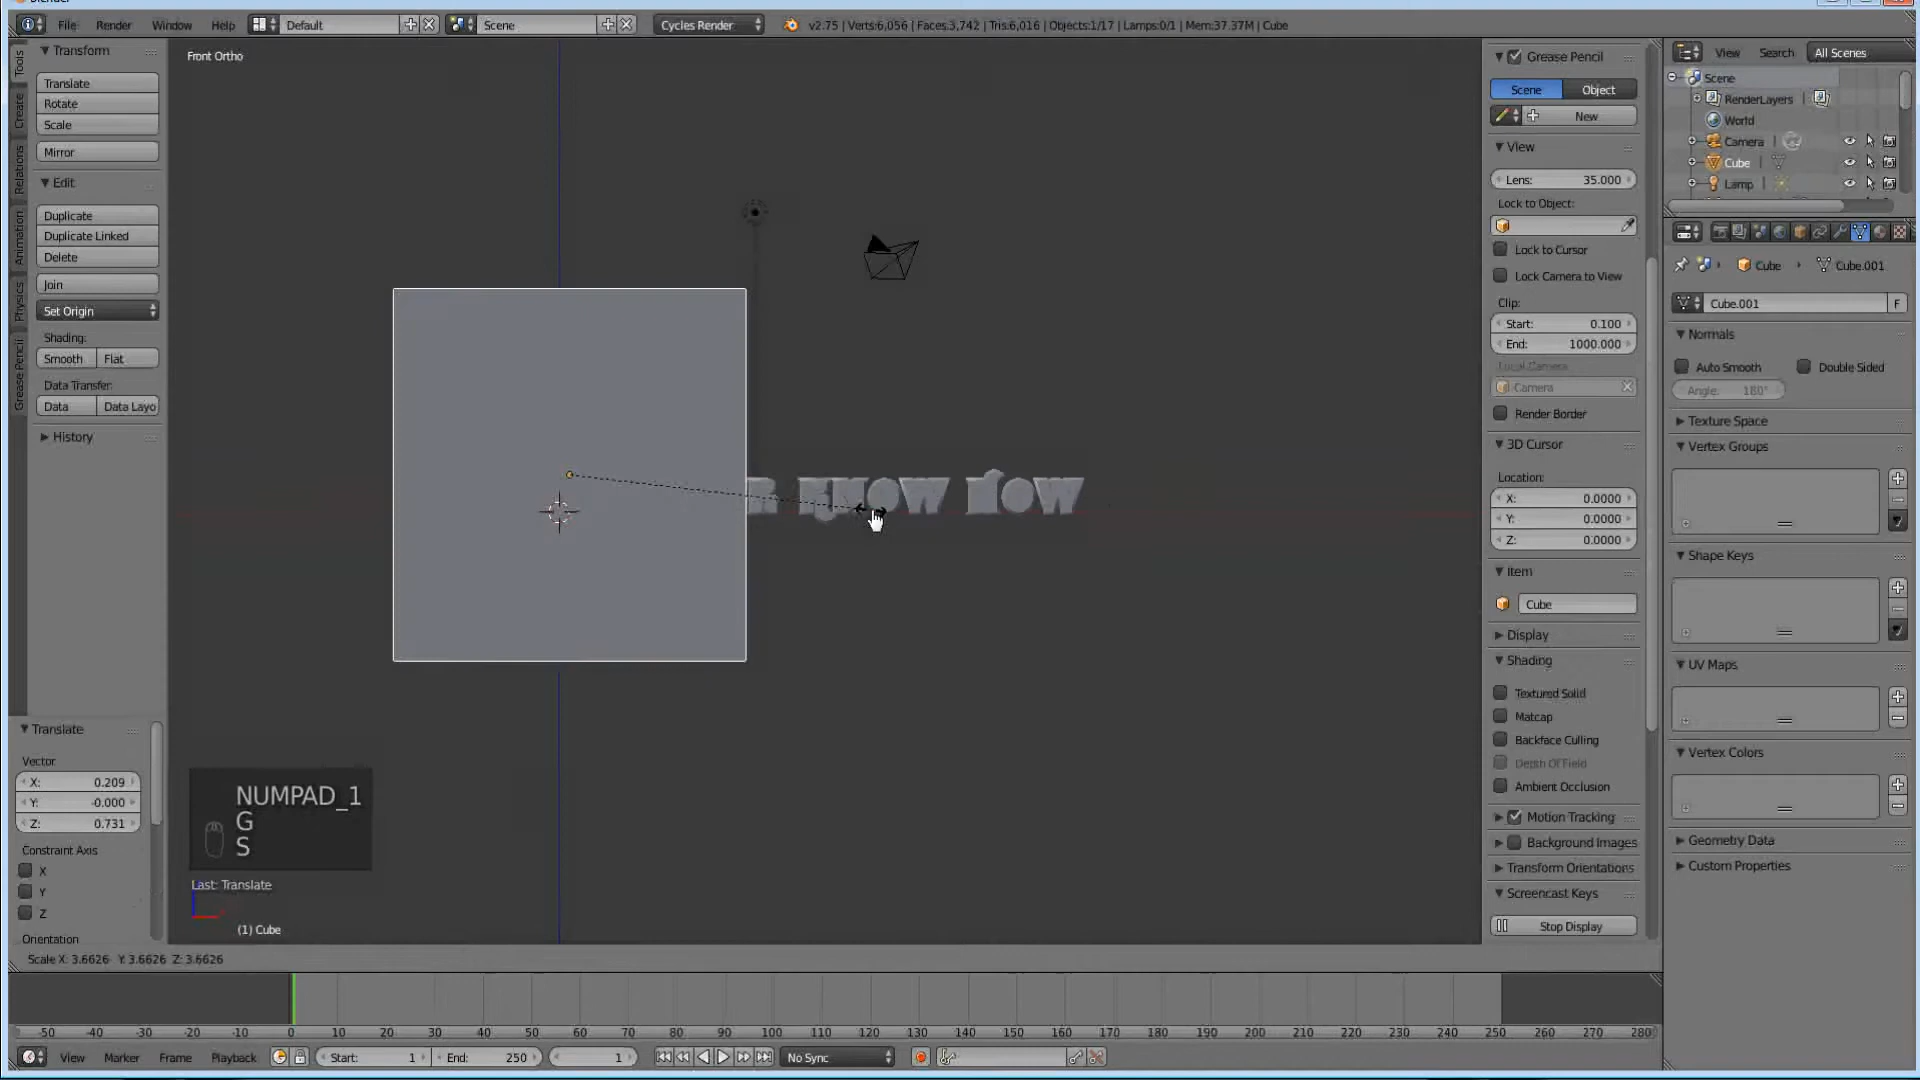 Blender
File Render Window Help Default Scene Cycles Render v2.75 | Verts:6,056 | Faces:3,742 | Tris:6,016 | Objects:1/17 | Lamps:0/1 | Mem:37.37M | Cube
Tools
Create
Relations
Animation
Physics
Grease Pencil
Transform
Translate
Rotate
Scale
Mirror
Edit
Duplicate
Duplicate Linked
Delete
Join
Set Origin
Shading:
Smooth Flat
Data Transfer:
Data Data Layo
History
Translate
Vector
X: 0.209
Y: -0.000
Z: 0.731
Constraint Axis
X
Y
Z
Orientation
Front Ortho
R KNOW NOW
NUMPAD_1
G
S
Last: Translate
(1) Cube
Scale X: 3.6626 Y: 3.6626 Z: 3.6626
Grease Pencil
Scene Object
New
View
Lens: 35.000
Lock to Object:
Lock to Cursor
Lock Camera to View
Clip:
Start: 0.100
End: 1000.000
Local Camera:
Camera
Render Border
3D Cursor
Location:
X: 0.0000
Y: 0.0000
Z: 0.0000
Item
Cube
Display
Shading
Textured Solid
Matcap
Backface Culling
Depth Of Field
Ambient Occlusion
Motion Tracking
Background Images
Transform Orientations
Screencast Keys
Stop Display
View Search All Scenes
Scene
RenderLayers
World
Camera
Cube
Lamp
Cube Cube.001
Cube.001 F
Normals
Auto Smooth Double Sided
Angle: 180°
Texture Space
Vertex Groups
Shape Keys
UV Maps
Vertex Colors
Geometry Data
Custom Properties
-50 -40 -30 -20 -10 0 10 20 30 40 50 60 70 80 90 100 110 120 130 140 150 160 170 180 190 200 210 220 230 240 250 260 270 280
View Marker Frame Playback Start: 1 End: 250 1 No Sync